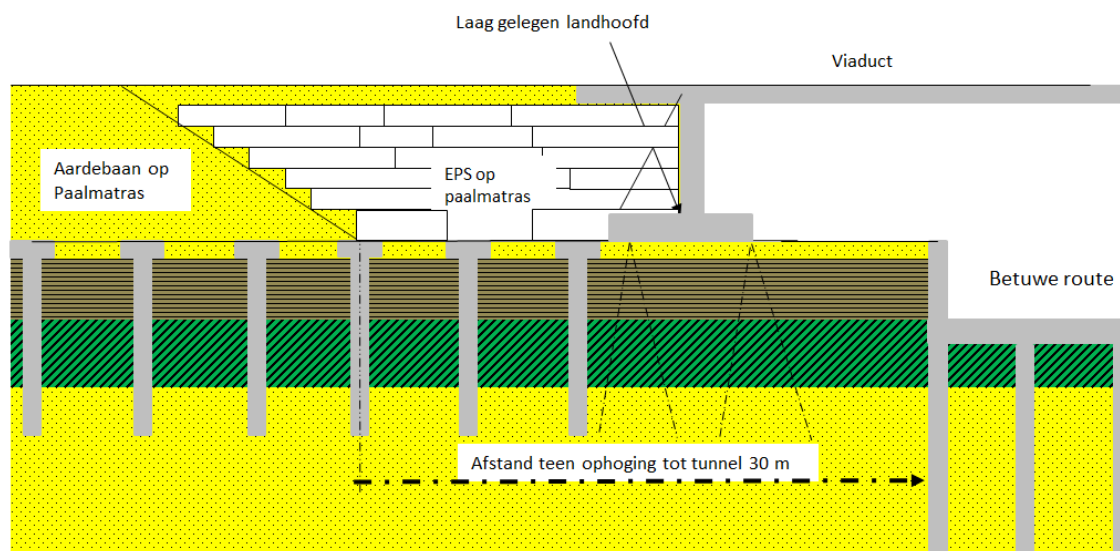 Laag gelegen landhoofd
Viaduct
Aardebaan op
Paalmatras
EPS op
paalmatras
Betuwe route
Afstand teen ophoging tot tunnel 30 m